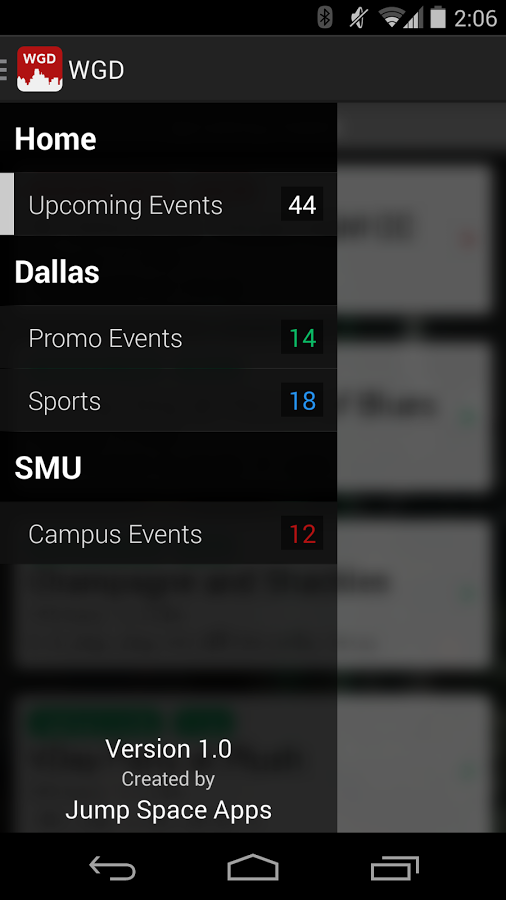 2:06
WGD
WGD
Home
Upcoming Events 44
Dallas
Promo Events 14
Sports 18
SMU
Campus Events 12
Version 1.0
Created by
Jump Space Apps